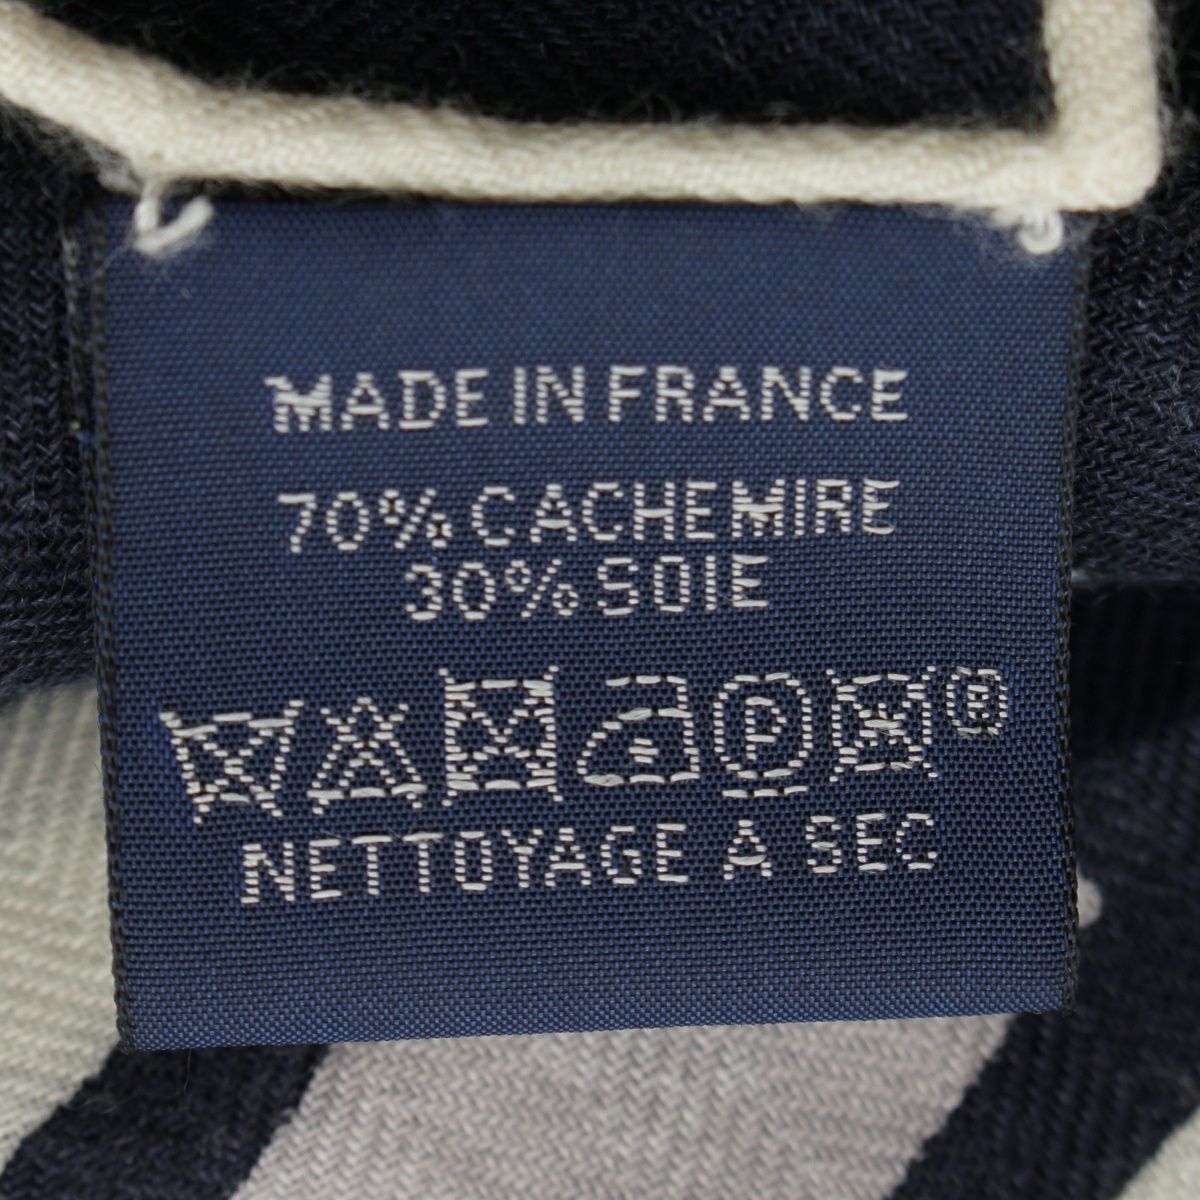 MADE IN FRANCE
70% CACHEMIRE
30% SOIE
P ®
NETTOYAGE A SEC